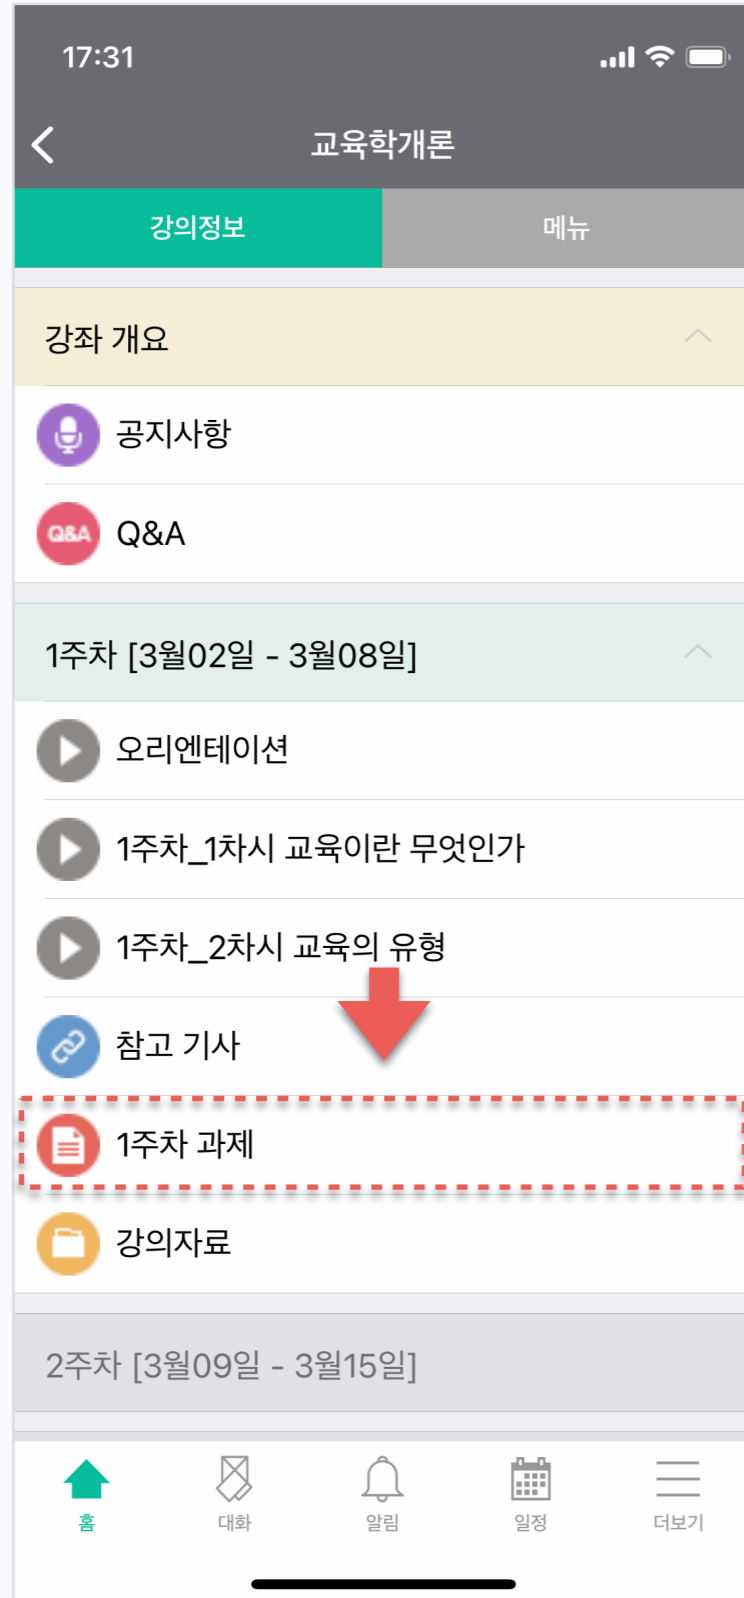 17:31
교육학개론
강의정보
메뉴
강좌 개요
공지사항
Q&A Q&A
1주차 [3월02일 - 3월08일]
오리엔테이션
1주차_1차시 교육이란 무엇인가
1주차_2차시 교육의 유형
참고 기사
1주차 과제
강의자료
2주차 [3월09일 - 3월15일]
홈 대화 알림 일정 더보기